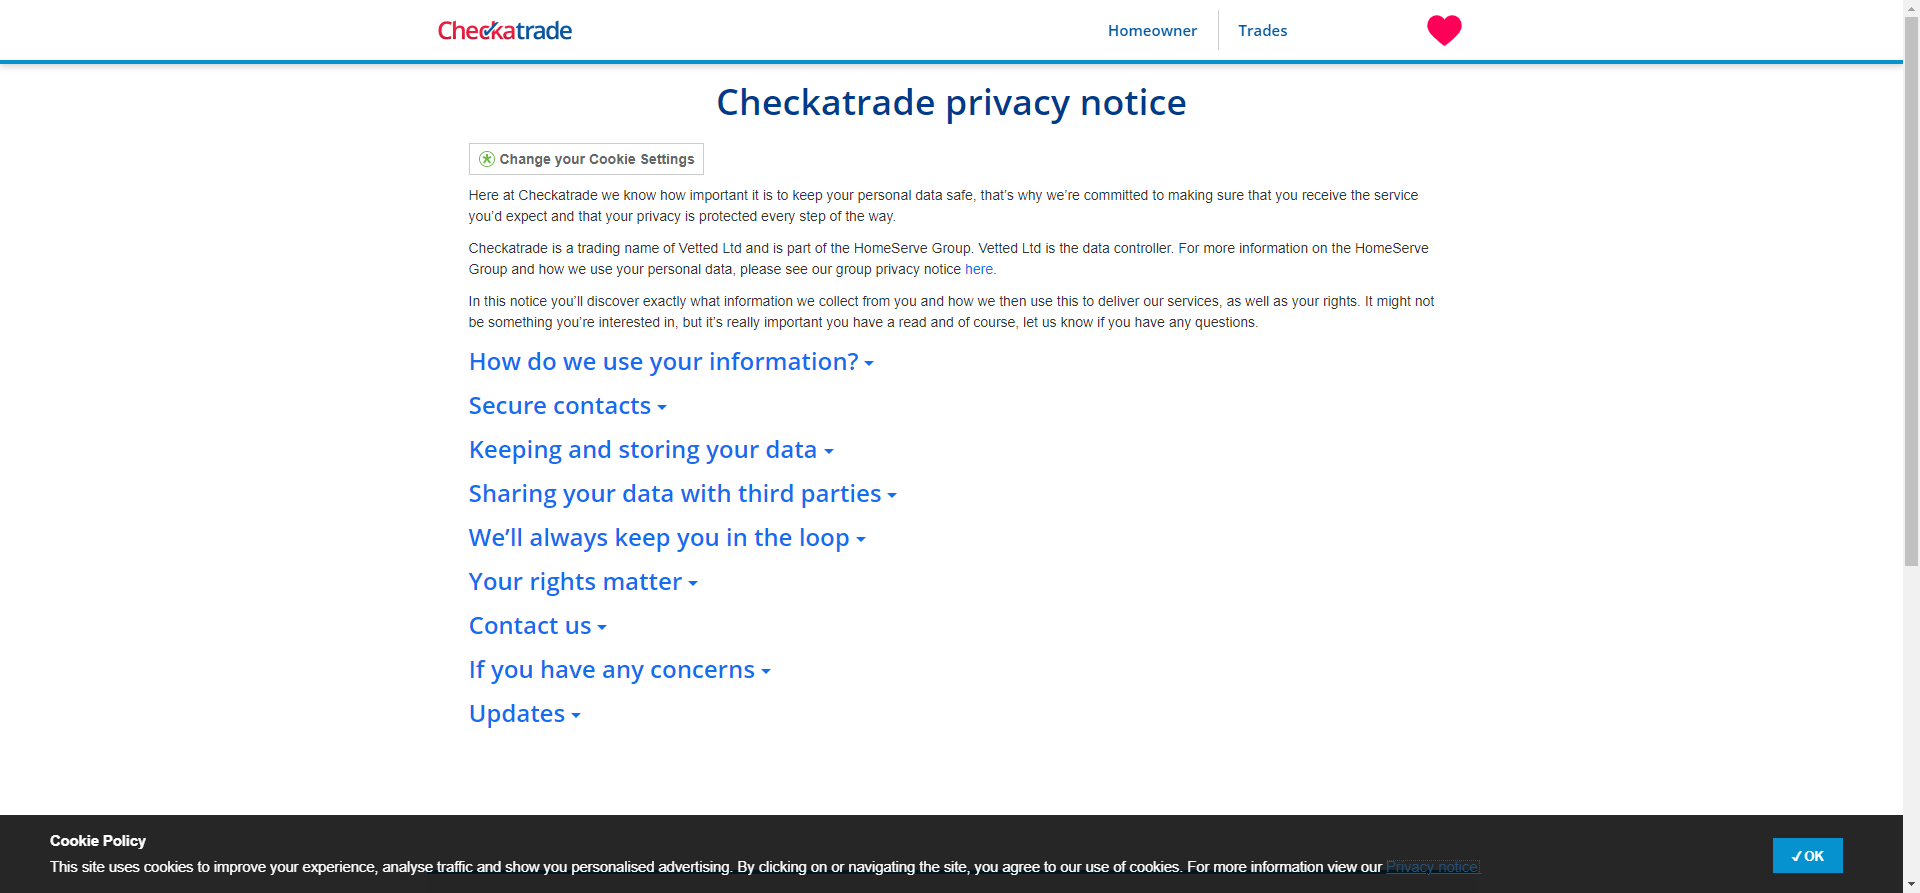 Checkatrade
Homeowner
Trades
Checkatrade privacy notice
Change your Cookie Settings
Here at Checkatrade we know how important it is to keep your personal data safe, that’s why we’re committed to making sure that you receive the service
you’d expect and that your privacy is protected every step of the way.
Checkatrade is a trading name of Vetted Ltd and is part of the HomeServe Group. Vetted Ltd is the data controller. For more information on the HomeServe
Group and how we use your personal data, please see our group privacy notice here.
In this notice you’ll discover exactly what information we collect from you and how we then use this to deliver our services, as well as your rights. It might not
be something you’re interested in, but it’s really important you have a read and of course, let us know if you have any questions.
How do we use your information?
Secure contacts
Keeping and storing your data
Sharing your data with third parties
We’ll always keep you in the loop
Your rights matter
Contact us
If you have any concerns
Updates
Cookie Policy
This site uses cookies to improve your experience, analyse traffic and show you personalised advertising. By clicking on or navigating the site, you agree to our use of cookies. For more information view our Privacy notice.
✓OK